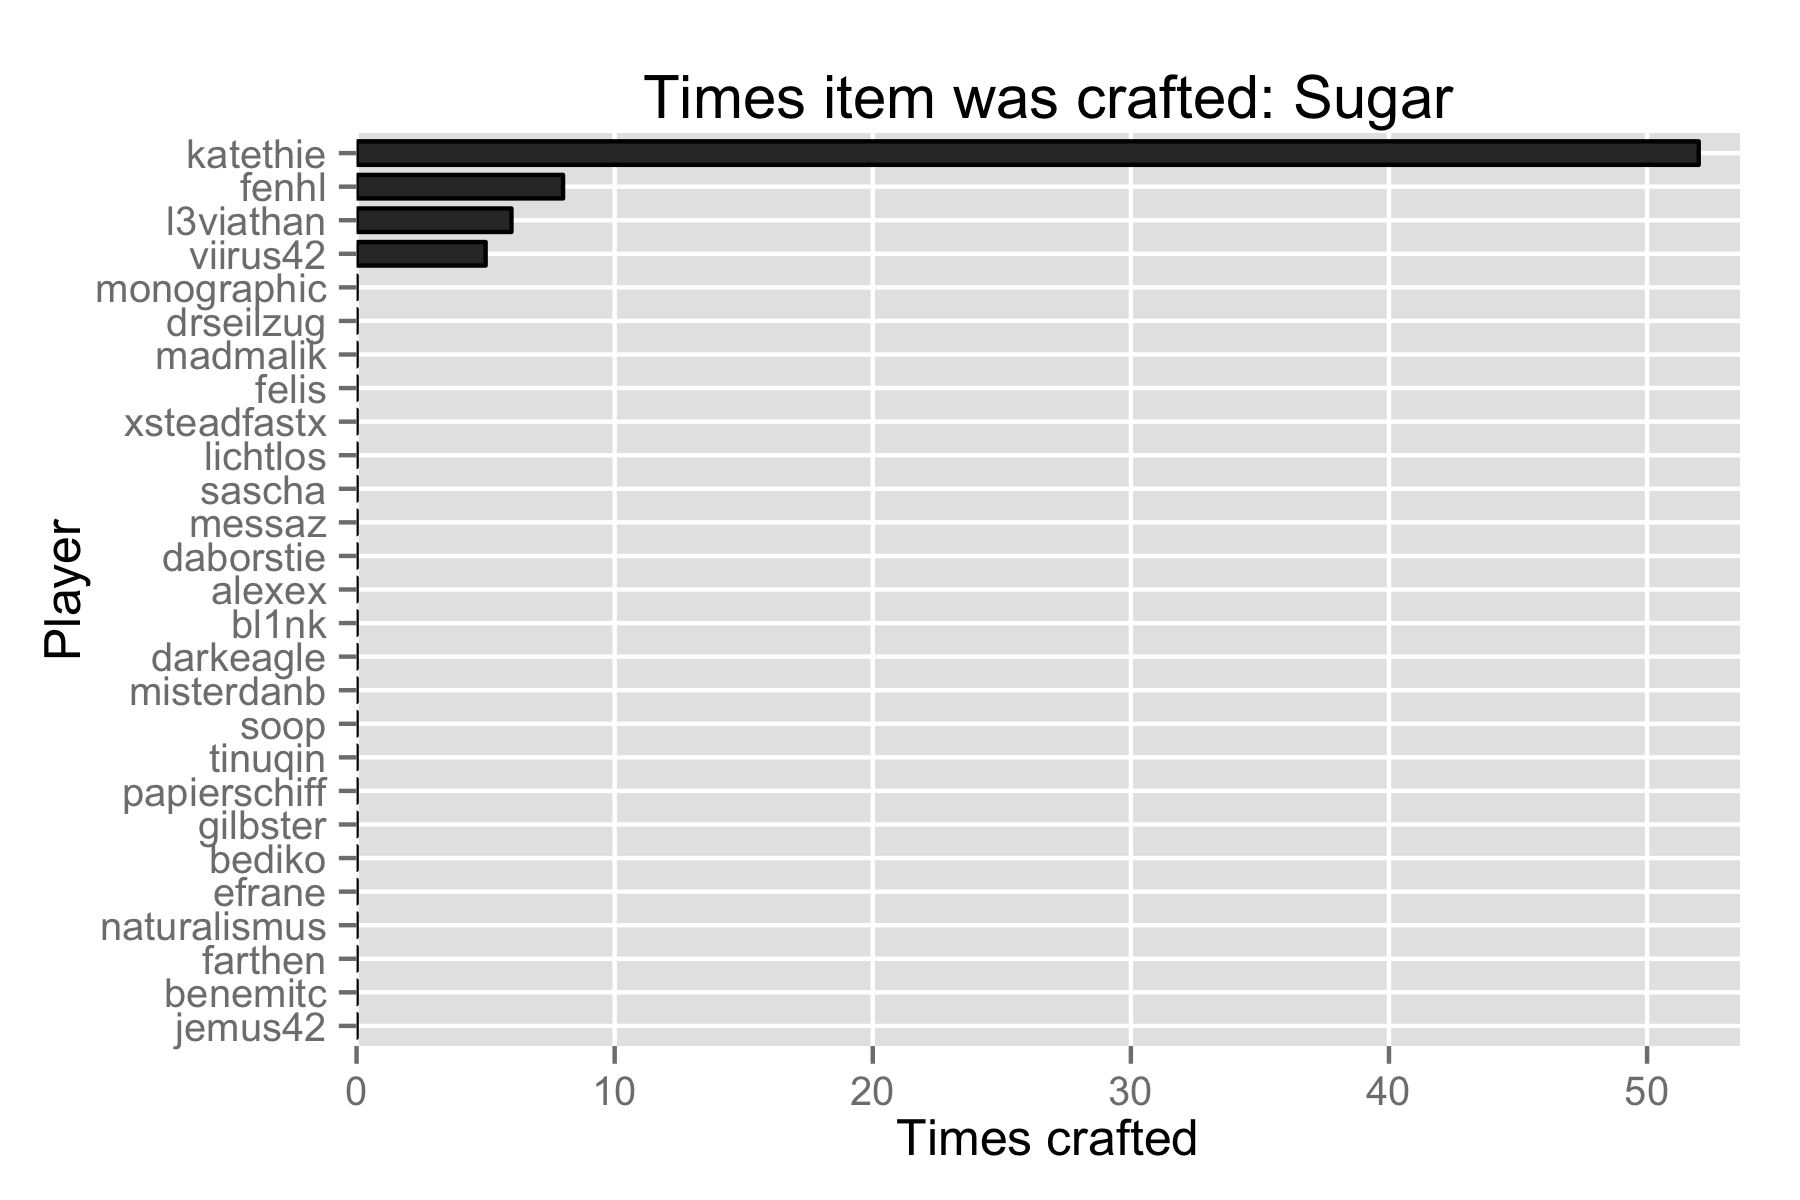 Times item was crafted: Sugar
katethie
fenhl
l3viathan
viirus42
monographic
drseilzug
madmalik
felis
xsteadfastx
lichtlos
sascha
messaz
daborstie
alexex
bl1nk
darkeagle
misterdanb
soop
tinuqin
papierschiff
gilbster
bediko
efrane
naturalismus
farthen
benemitc
jemus42
Player
0 10 20 30 40 50
Times crafted